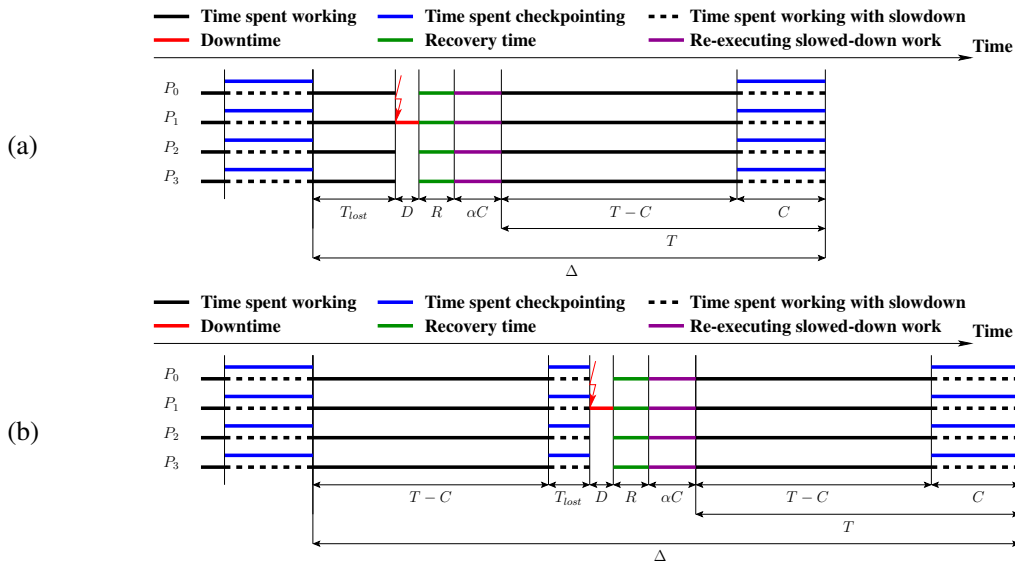 Time spent working Time spent checkpointing Time spent working with slowdown
Downtime Recovery time Re-executing slowed-down work
Time
P0
P1
(a)
P2
P3
Tlost D R αC T − C C
T
Δ
Time spent working Time spent checkpointing Time spent working with slowdown
Downtime Recovery time Re-executing slowed-down work
Time
P0
P1
(b)
P2
P3
T − C Tlost D R αC T − C C
T
Δ